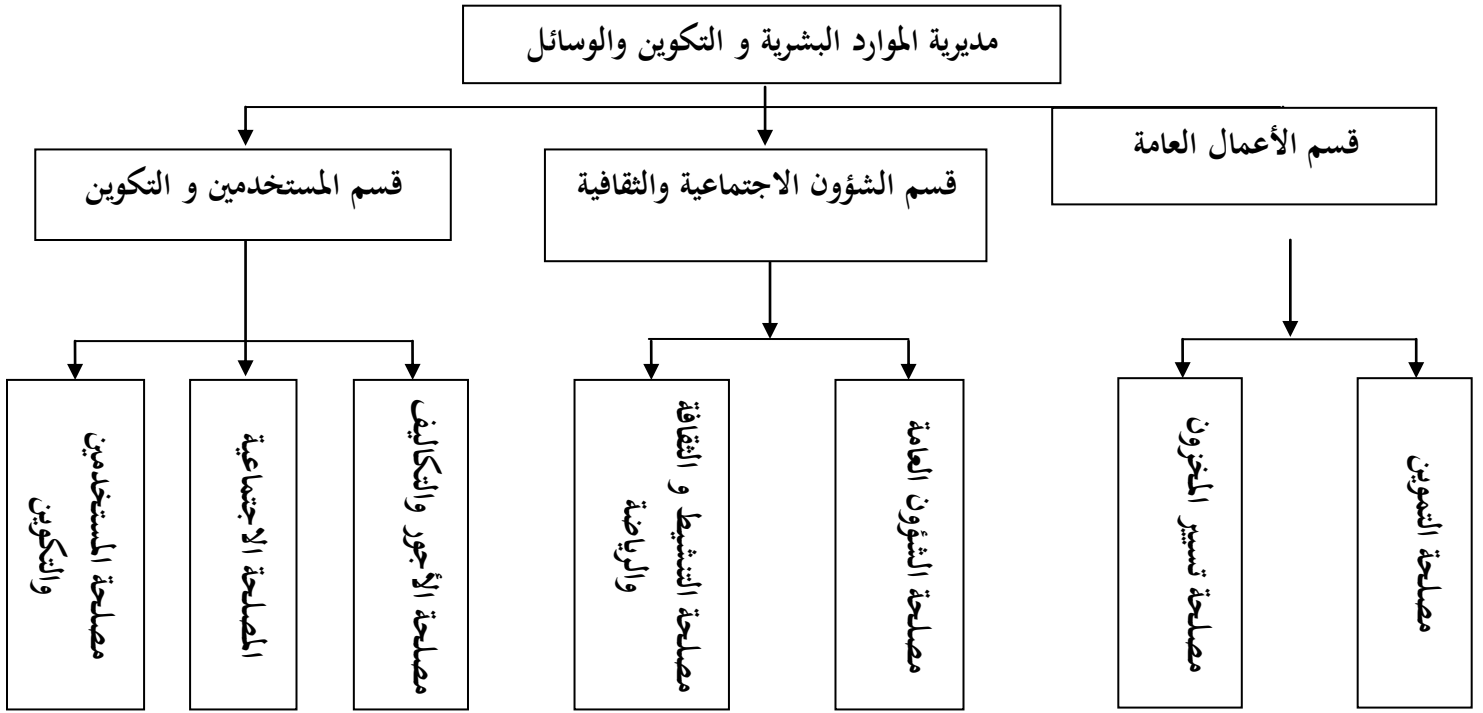 مديرية الموارد البشرية و التكوين والوسائل
قسم الأعمال العامة
قسم الشؤون الاجتماعية والثقافية
قسم المستخدمين و التكوين
مصلحة التموين
مصلحة تسيير المخزون
مصلحة الشؤون العامة
مصلحة التنشيط و الثقافة
والرياضة
مصلحة الأجور والتكاليف
المصلحة الاجتماعية
مصلحة المستخدمين
والتكوين